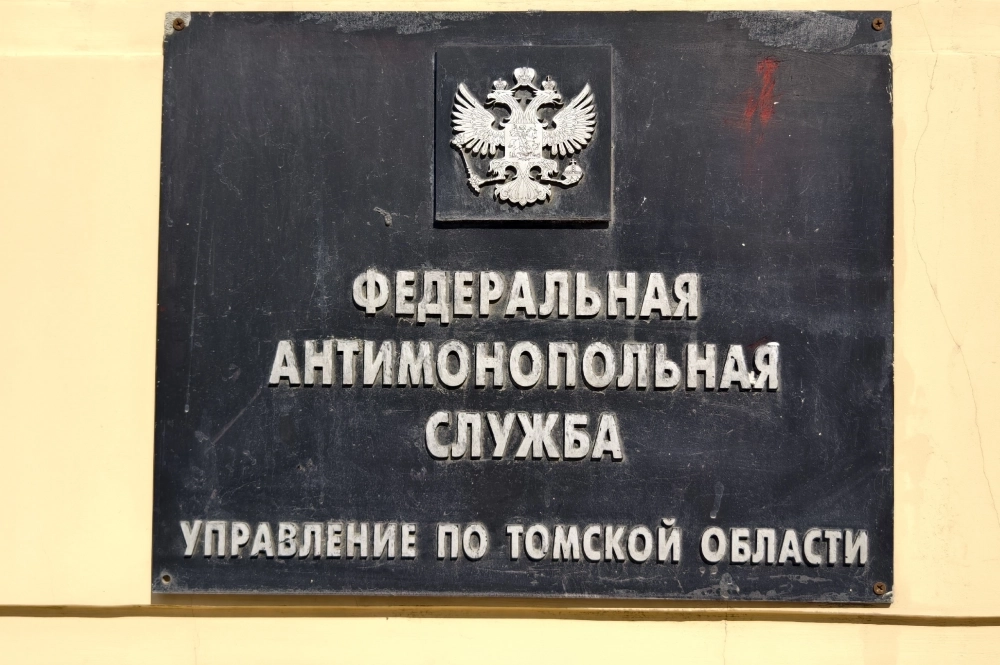 ФЕДЕРАЛЬНАЯ
АНТИМОНОПОЛЬНАЯ
СЛУЖБА
УПРАВЛЕНИЕ ПО ТОМСКОЙ ОБЛАСТИ